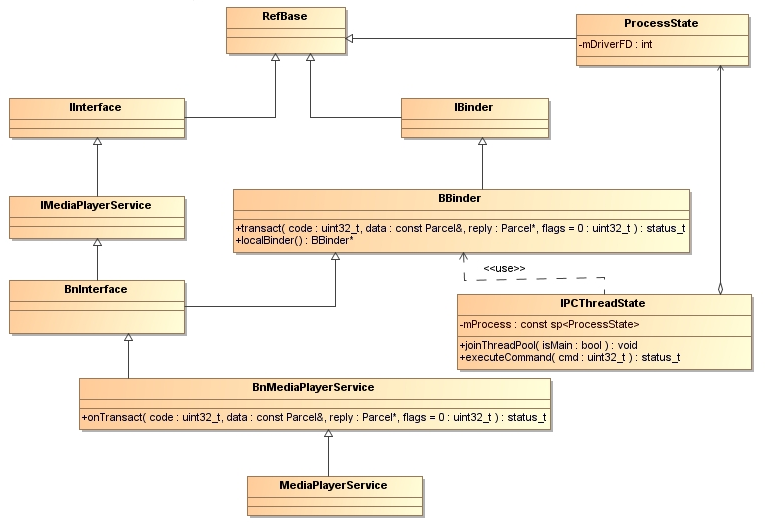 RefBase
ProcessState
-mDriverFD : int
IInterface
IBinder
IMediaPlayerService
BBinder
+transact( code : uint32_t, data : const Parcel&, reply : Parcel*, flags = 0 : uint32_t ) : status_t
+localBinder() : BBinder*
<<use>>
BnInterface
IPCThreadState
-mProcess : const sp<ProcessState>
+joinThreadPool( isMain : bool ) : void
+executeCommand( cmd : uint32_t ) : status_t
BnMediaPlayerService
+onTransact( code : uint32_t, data : const Parcel&, reply : Parcel*, flags = 0 : uint32_t ) : status_t
MediaPlayerService